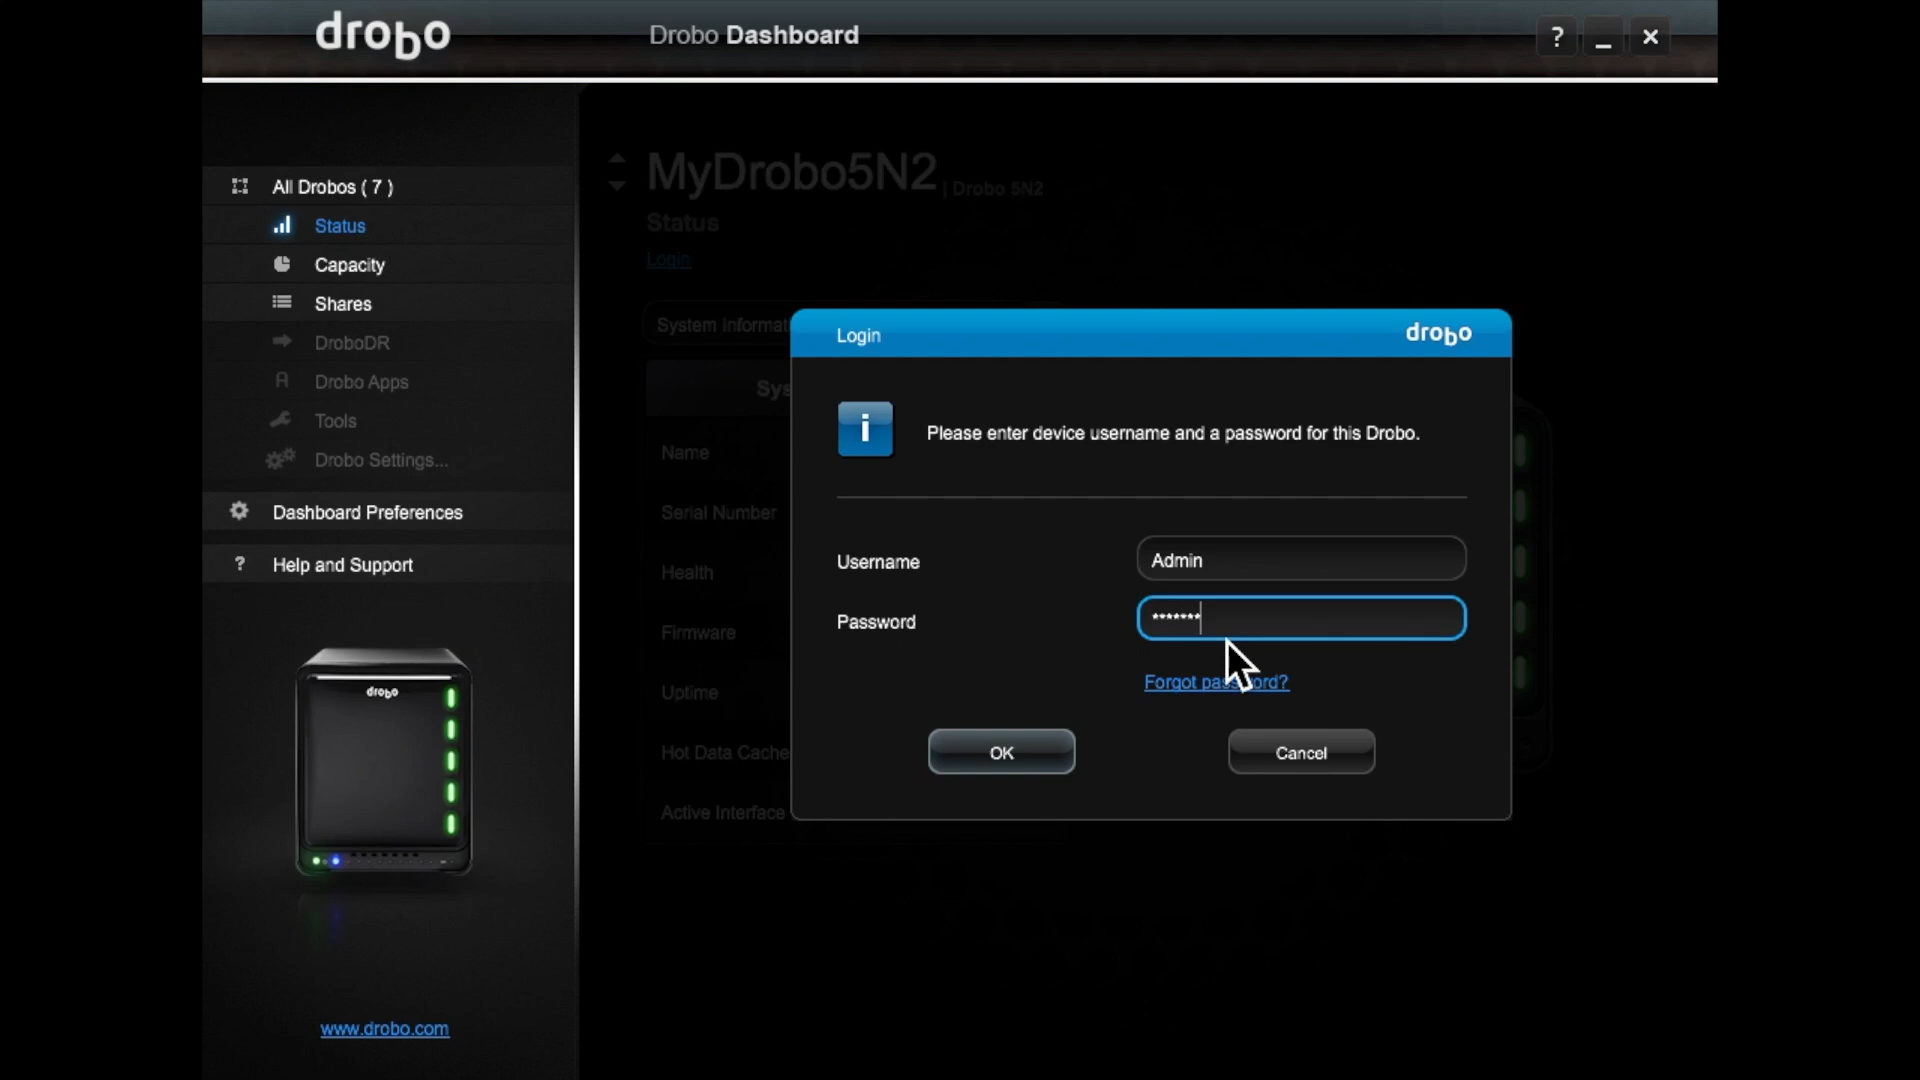 drobo
Drobo Dashboard
?
All Drobos ( 7 )
Status
Capacity
Shares
DroboDR
Drobo Apps
Tools
Drobo Settings...
Dashboard Preferences
? Help and Support
drobo
www.drobo.com
MyDrobo5N2 | Drobo 5N2
Status
Login
System Informat
Sys
Name
Serial Number
Health
Firmware
Uptime
Hot Data Cache
Active Interface
Login
drobo
i
Please enter device username and a password for this Drobo.
Username
Admin
Password
*******
Forgot password?
OK
Cancel